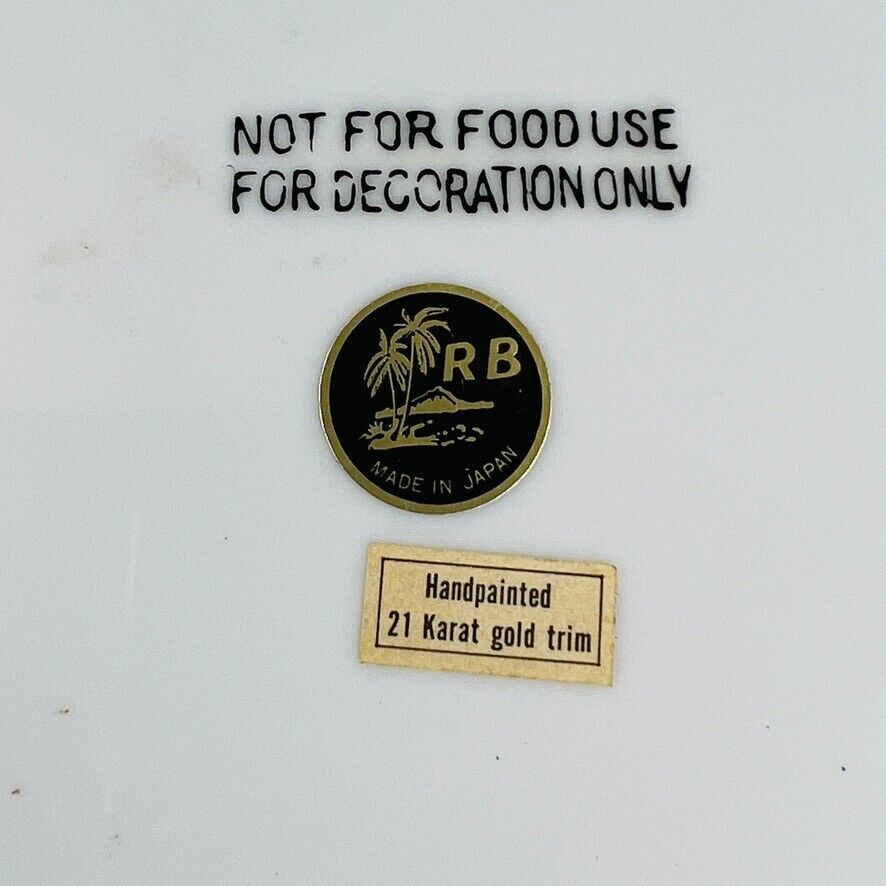 NOT FOR FOOD USE
FOR DECORATION ONLY
RB
MADE IN JAPAN
Handpainted
21 Karat gold trim